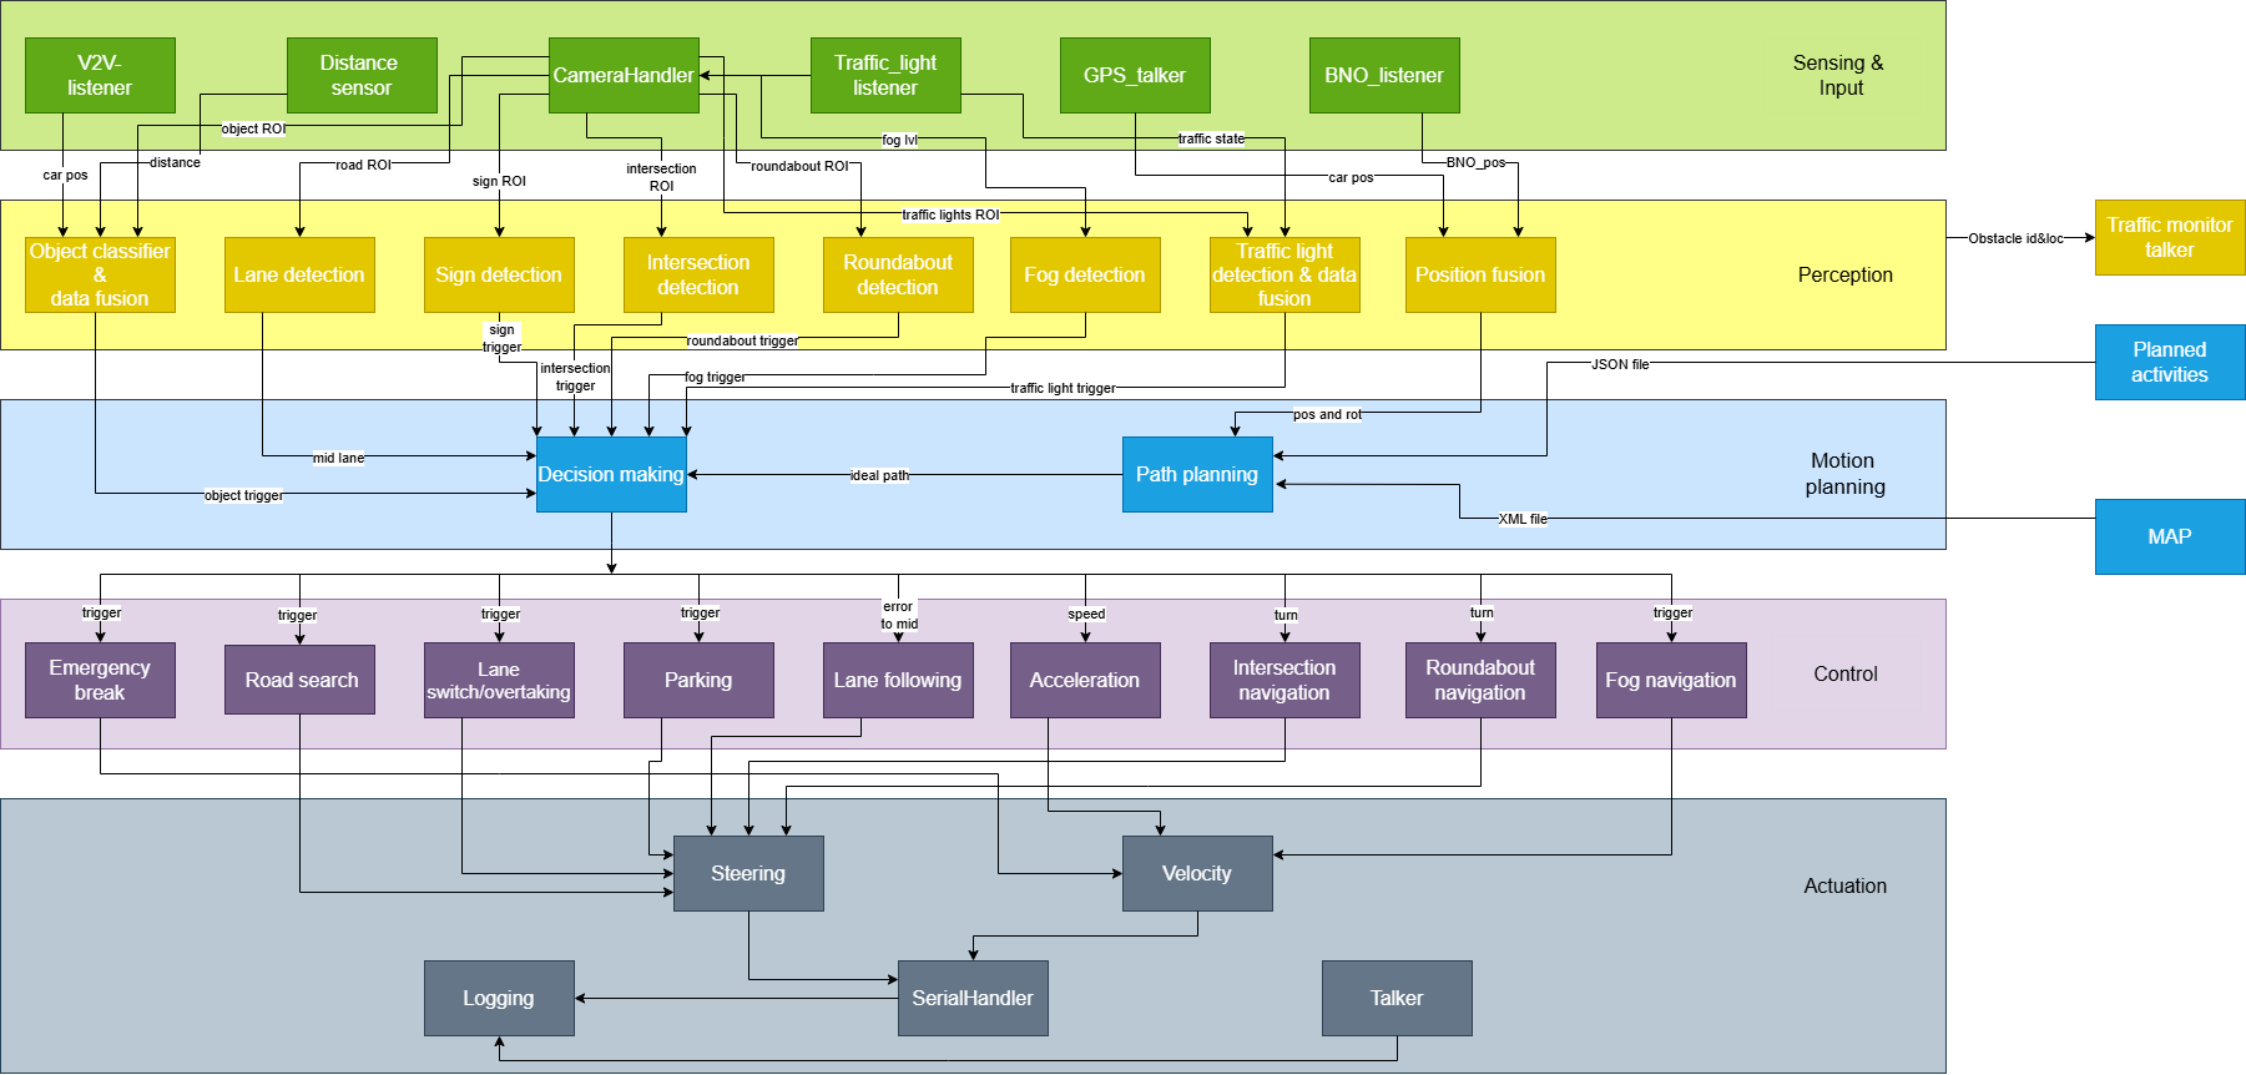 V2V-
listener
Distance
sensor
CameraHandler
Traffic_light
listener
GPS_talker
BNO_listener
Sensing &
Input
object ROI
distance
car pos
road ROI
sign ROI
intersection
ROI
roundabout ROI
fog lvl
traffic state
car pos
BNO_pos
traffic lights ROI
Object classifier
&
data fusion
Lane detection
Sign detection
Intersection
detection
Roundabout
detection
Fog detection
Traffic light
detection & data
fusion
Position fusion
Perception
Obstacle id&loc
Traffic monitor
talker
sign
trigger
roundabout trigger
intersection
trigger
fog trigger
traffic light trigger
JSON file
Planned
activities
pos and rot
mid lane
object trigger
Decision making
ideal path
Path planning
Motion
planning
XML file
MAP
trigger
trigger
trigger
trigger
error
to mid
speed
turn
turn
trigger
Emergency
break
Road search
Lane
switch/overtaking
Parking
Lane following
Acceleration
Intersection
navigation
Roundabout
navigation
Fog navigation
Control
Steering
Velocity
Actuation
Logging
SerialHandler
Talker